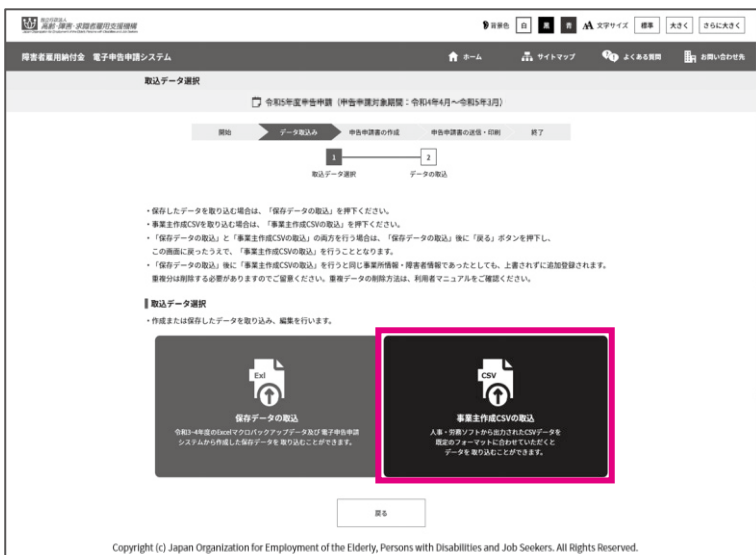 独立行政法人
高齢・障害・求職者雇用支援機構
背景色 白 黒 青 AA 文字サイズ 標準 大きく さらに大きく
障害者雇用納付金 電子申告申請システム
ホーム サイトマップ よくある質問 お問い合わせ先
取込データ選択
令和5年度申告申請（申告申請対象期間：令和4年4月～令和5年3月）
開始 データ取込み 申告申請書の作成 申告申請書の送信・印刷 終了
1 2
取込データ選択 データの取込
・保存したデータを取り込む場合は、「保存データの取込」を押下ください。
・事業主作成CSVを取り込む場合は、「事業主作成CSVの取込」を押下ください。
・「保存データの取込」と「事業主作成CSVの取込」の両方を行う場合は、「保存データの取込」後に「戻る」ボタンを押下し、
この画面に戻ったうえで、「事業主作成CSVの取込」を行うこととなります。
・「保存データの取込」後に「事業主作成CSVの取込」を行うと同じ事業所情報・障害者情報であったとしても、上書されずに追加登録されます。
重複分は削除する必要がありますのでご留意ください。重複データの削除方法は、利用者マニュアルをご確認ください。
取込データ選択
・作成または保存したデータを取り込み、編集を行います。
Exl
保存データの取込
令和3~4年度のExcelマクロバックアップデータ及び電子申告申請
システムから作成した保存データを取り込むことができます。
CSV
事業主作成CSVの取込
人事・労務ソフトから出力されたCSVデータを
既定のフォーマットに合わせていただくと
データを取り込むことができます。
戻る
Copyright (c) Japan Organization for Employment of the Elderly, Persons with Disabilities and Job Seekers. All Rights Reserved.